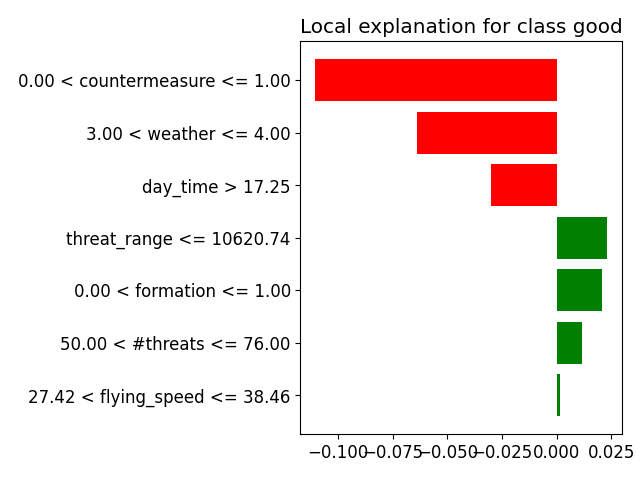 Local explanation for class good
0.00 < countermeasure <= 1.00
3.00 < weather <= 4.00
day_time > 17.25
threat_range <= 10620.74
0.00 < formation <= 1.00
50.00 < #threats <= 76.00
27.42 < flying_speed <= 38.46
−0.100 −0.075 −0.050 −0.025 0.000 0.025